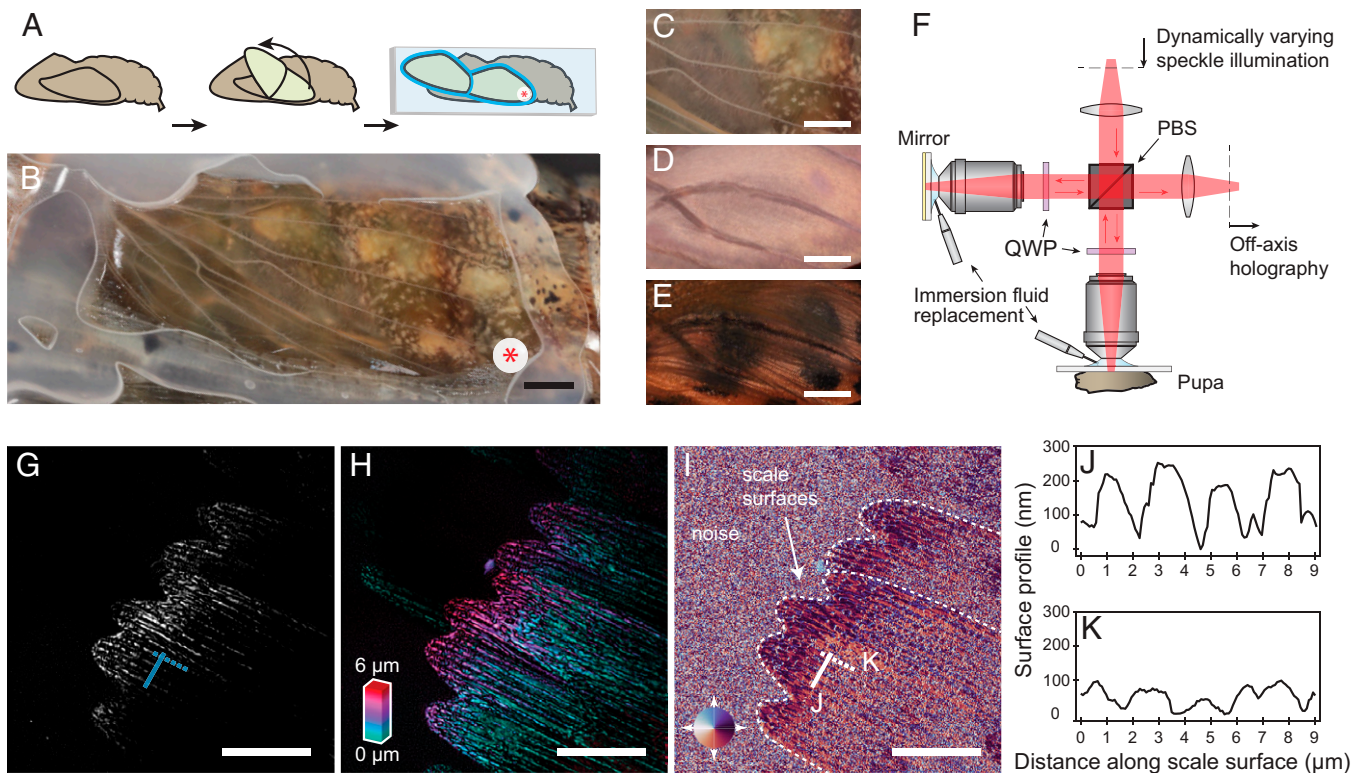 A
*
B
*
C
D
E
F
Dynamically varying
speckle illumination
PBS
Mirror
QWP
Off-axis
holography
Immersion fluid
replacement
Pupa
G
H
6 µm
0 µm
I
scale
surfaces
noise
K
J
Surface profile (nm)
J
300
200
100
0
0 1 2 3 4 5 6 7 8 9
K
300
200
100
0
0 1 2 3 4 5 6 7 8 9
Distance along scale surface (µm)